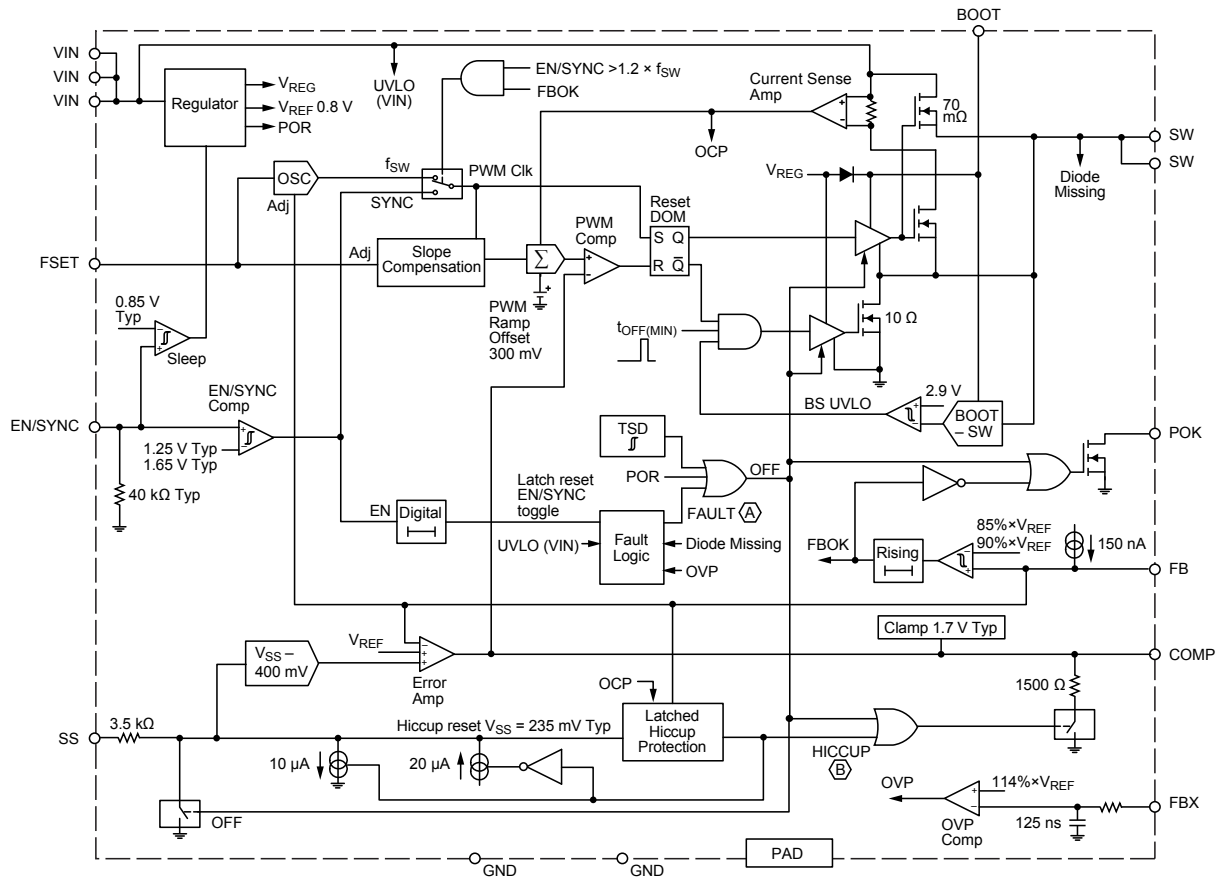 BOOT
VIN
VIN
VIN
Regulator
VREG
VREF 0.8 V
POR
UVLO
(VIN)
EN/SYNC >1.2 × fSW
FBOK
Current Sense
Amp
70
mΩ
OCP
SW
SW
Diode
Missing
fSW
PWM Clk
OSC
Adj
SYNC
VREG
Reset
DOM
S Q
R Q̅
PWM
Comp
FSET
Adj
Slope
Compensation
Σ
PWM
Ramp
Offset
300 mV
10 Ω
tOFF(MIN)
0.85 V
Typ
Sleep
EN/SYNC
Comp
EN/SYNC
1.25 V Typ
1.65 V Typ
40 kΩ Typ
BS UVLO
2.9 V
BOOT
– SW
POK
TSD
POR
OFF
FAULT A
Latch reset
EN/SYNC
toggle
EN
Digital
UVLO (VIN)
Fault
Logic
Diode Missing
OVP
FBOK
Rising
85%×VREF
90%×VREF
150 nA
FB
Clamp 1.7 V Typ
VREF
VSS –
400 mV
Error
Amp
COMP
1500 Ω
OCP
SS
3.5 kΩ
Hiccup reset VSS = 235 mV Typ
Latched
Hiccup
Protection
HICCUP
B
10 µA
20 µA
OFF
OVP
114%×VREF
OVP
Comp
125 ns
FBX
GND
GND
PAD